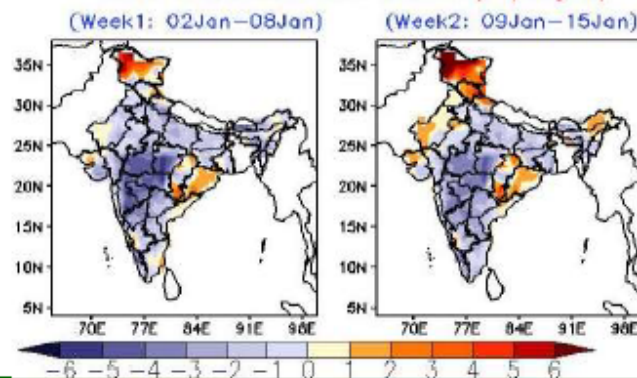 (Week1: 02Jan−08Jan)
(Week2: 09Jan−15Jan)
35N
30N
25N
20N
15N
10N
5N
70E 77E 84E 91E 98E
35N
30N
25N
20N
15N
10N
5N
70E 77E 84E 91E 98E
−6 −5 −4 −3 −2 −1 0 1 2 3 4 5 6